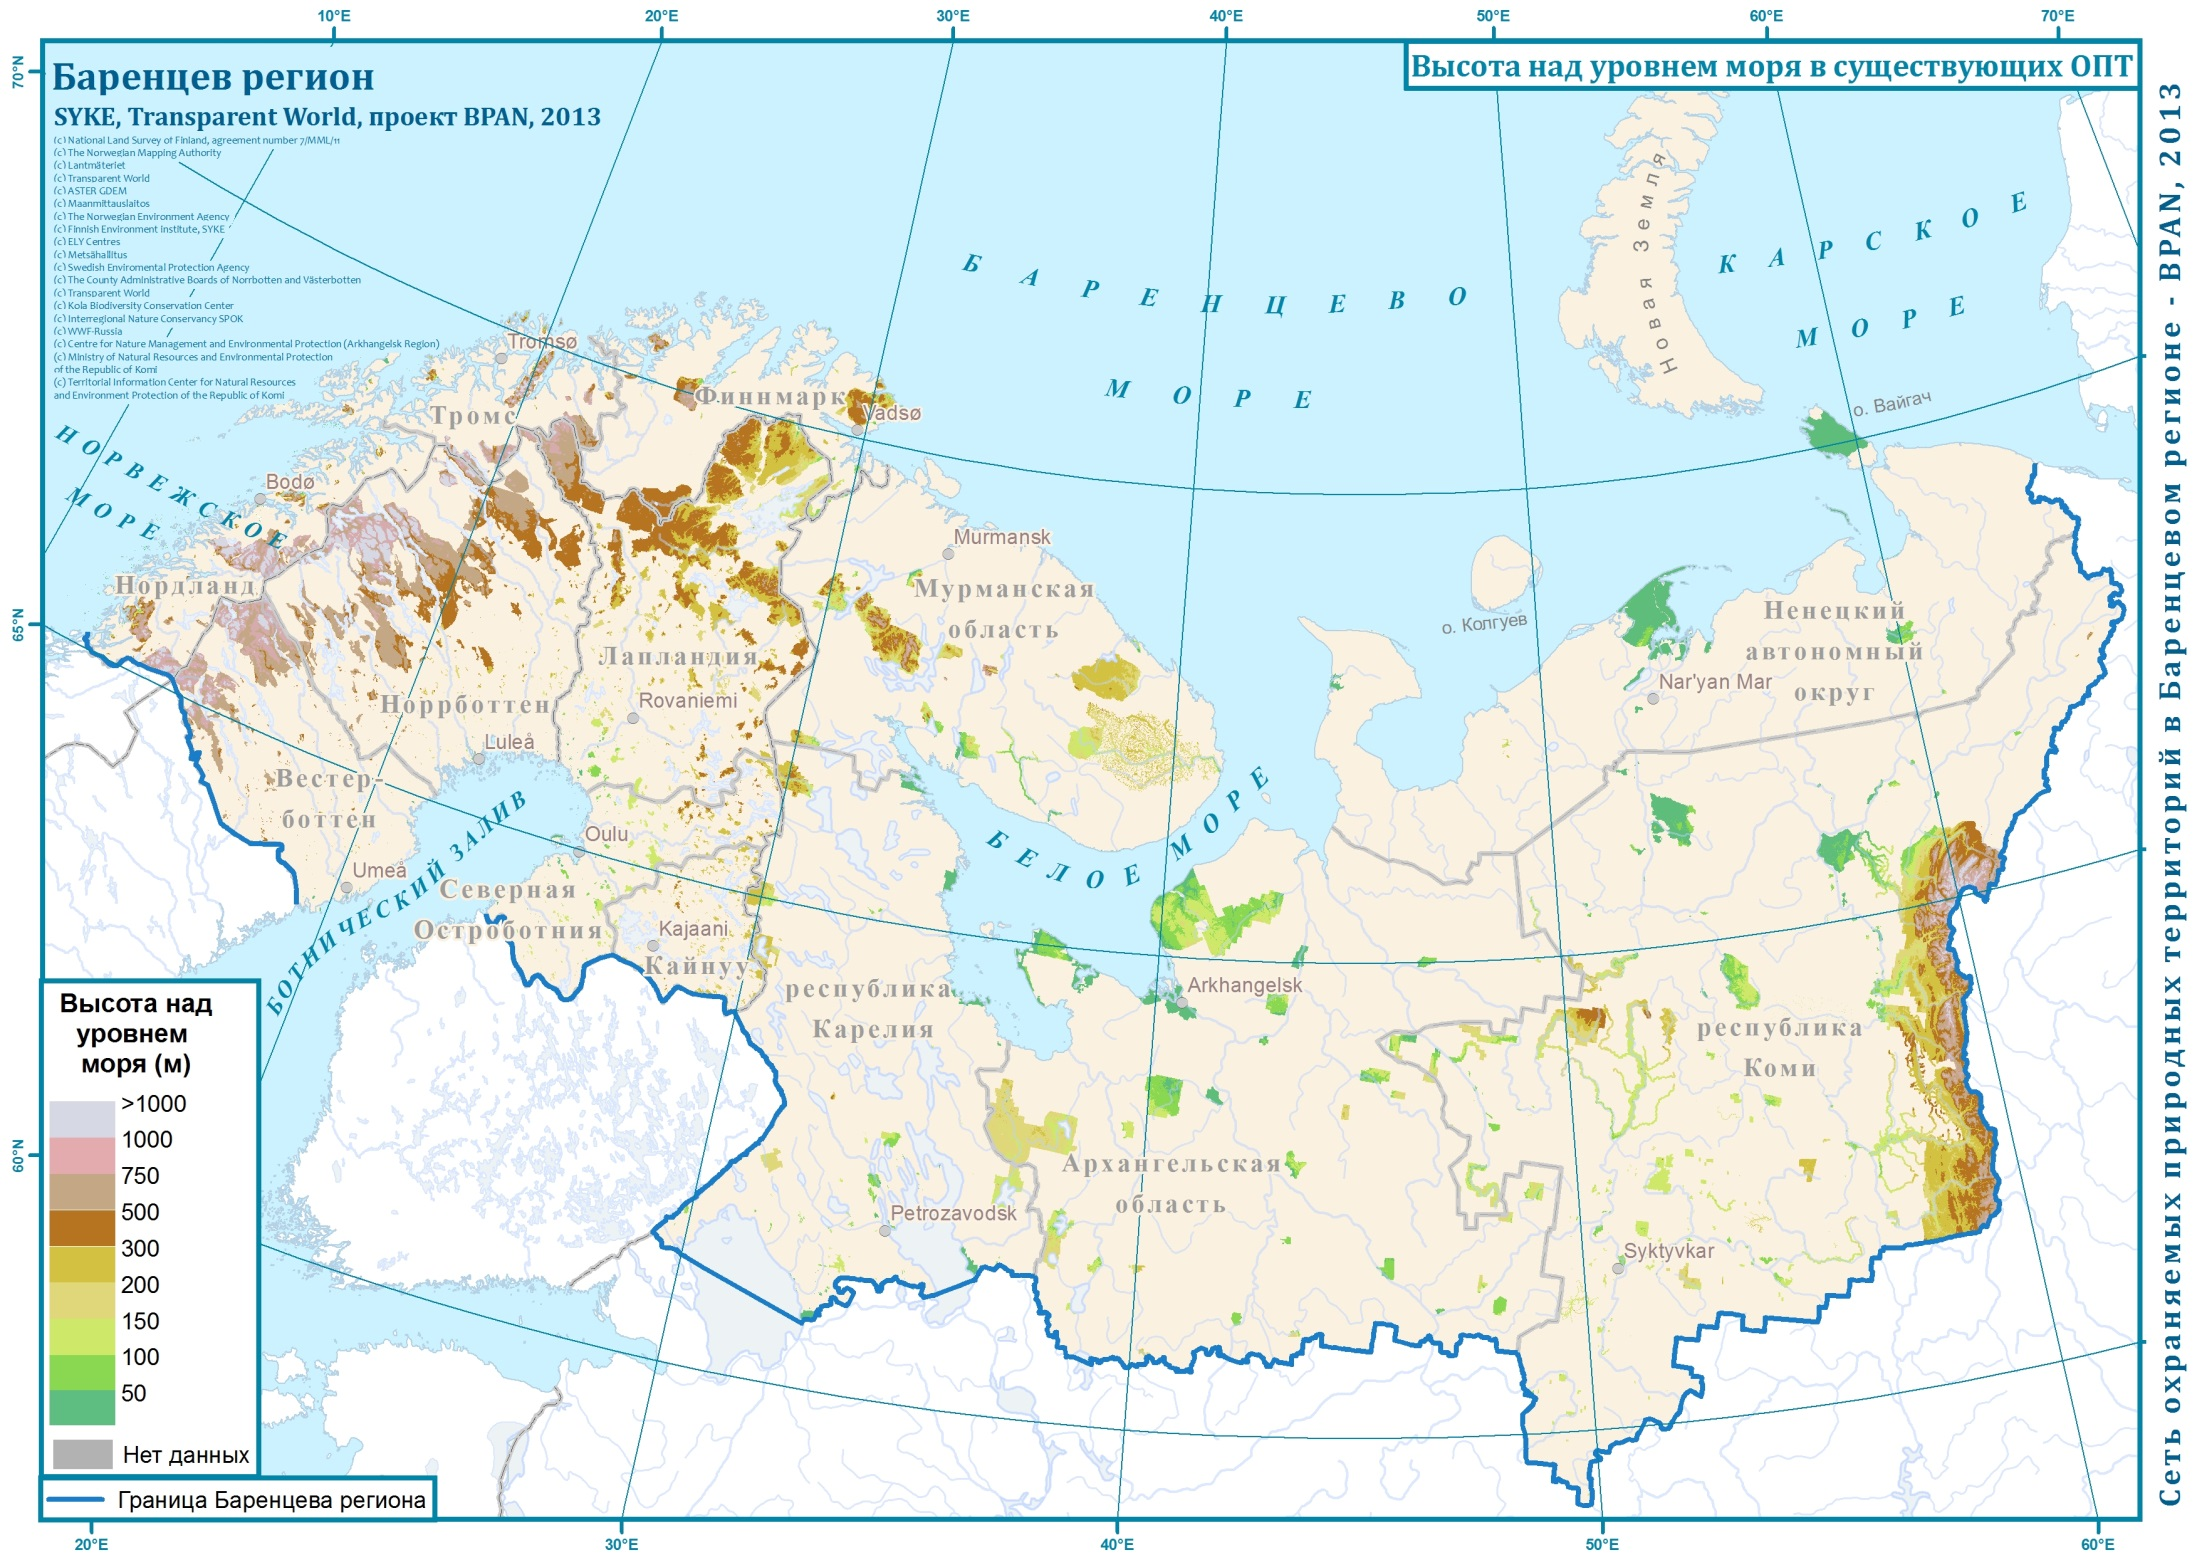 10°E 20°E 30°E 40°E 50°E 60°E 70°E
70°N
65°N
60°N
Баренцев регион
SYKE, Transparent World, проект BPAN, 2013
(c) National Land Survey of Finland, agreement number 7/MML/11
(c) The Norwegian Mapping Authority
(c) Lantmäteriet
(c) Transparent World
(c) ASTER GDEM
(c) Maanmittauslaitos
(c) The Norwegian Environment Agency
(c) Finnish Environment Institute, SYKE
(c) ELY Centres
(c) Metsähallitus
(c) Swedish Enviromental Protection Agency
(c) The County Administrative Boards of Norrbotten and Västerbotten
(c) Transparent World
(c) Kola Biodiversity Conservation Center
(c) Interregional Nature Conservancy SPOK
(c) WWF-Russia
(c) Centre for Nature Management and Environmental Protection (Arkhangelsk Region)
(c) Ministry of Natural Resources and Environmental Protection
of the Republic of Komi
(c) Territorial Information Center for Natural Resources
and Environment Protection of the Republic of Komi
Высота над уровнем моря в существующих ОПТ
Сеть охраняемых природных территорий в Баренцевом регионе - BPAN, 2013
БАРЕНЦЕВО
МОРЕ
Новая Земля
КАРСКОЕ
МОРЕ
о. Вайгач
НОРВЕЖСКОЕ
МОРЕ
Tromsø
Тромс
Финнмарк
Vadsø
Bodø
Нордланд
Murmansk
Мурманская
область
о. Колгуев
Ненецкий
автономный
округ
Nar'yan Mar
Лапландия
Rovaniemi
Норрботтен
Luleå
Вестер-
боттен
Umeå
Oulu
БОТНИЧЕСКИЙ ЗАЛИВ
Северная
Остроботния
Kajaani
Кайнуу
БЕЛОЕ МОРЕ
Arkhangelsk
республика
Карелия
республика
Коми
Архангельская
область
Petrozavodsk
Syktyvkar
Высота над
уровнем
моря (м)
>1000
1000
750
500
300
200
150
100
50
Нет данных
Граница Баренцева региона
20°E 30°E 40°E 50°E 60°E